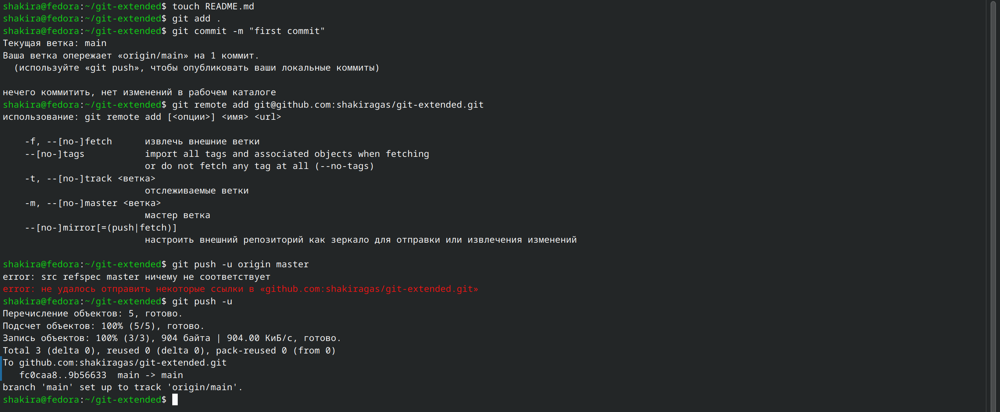 shakira@fedora:~/git-extended$ touch README.md
shakira@fedora:~/git-extended$ git add .
shakira@fedora:~/git-extended$ git commit -m "first commit"
Текущая ветка: main
Ваша ветка опережает «origin/main» на 1 коммит.
  (используйте «git push», чтобы опубликовать ваши локальные коммиты)

нечего коммитить, нет изменений в рабочем каталоге
shakira@fedora:~/git-extended$ git remote add git@github.com:shakiragas/git-extended.git
использование: git remote add [<опции>] <имя> <url>

    -f, --[no-]fetch      извлечь внешние ветки
    --[no-]tags           import all tags and associated objects when fetching
                          or do not fetch any tag at all (--no-tags)
    -t, --[no-]track <ветка>
                          отслеживаемые ветки
    -m, --[no-]master <ветка>
                          мастер ветка
    --[no-]mirror[=(push|fetch)]
                          настроить внешний репозиторий как зеркало для отправки или извлечения изменений

shakira@fedora:~/git-extended$ git push -u origin master
error: src refspec master ничему не соответствует
error: не удалось отправить некоторые ссылки в «github.com:shakiragas/git-extended.git»
shakira@fedora:~/git-extended$ git push -u
Перечисление объектов: 5, готово.
Подсчет объектов: 100% (5/5), готово.
Запись объектов: 100% (3/3), 904 байта | 904.00 КиБ/с, готово.
Total 3 (delta 0), reused 0 (delta 0), pack-reused 0 (from 0)
To github.com:shakiragas/git-extended.git
   fc0caa8..9b56633  main -> main
branch 'main' set up to track 'origin/main'.
shakira@fedora:~/git-extended$